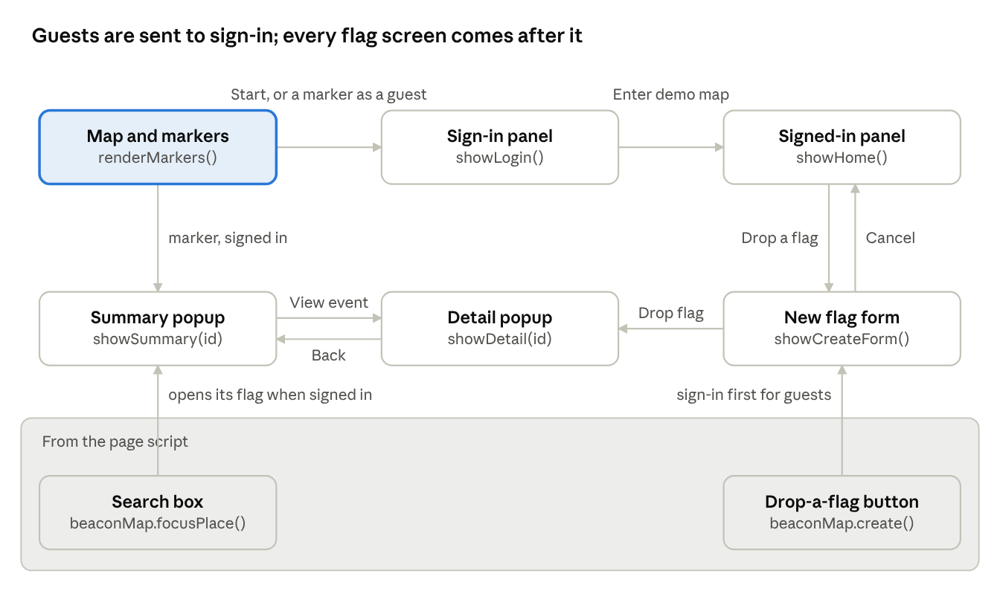 Guests are sent to sign-in; every flag screen comes after it
Start, or a marker as a guest
Enter demo map
Map and markers
renderMarkers()
Sign-in panel
showLogin()
Signed-in panel
showHome()
marker, signed in
Drop a flag
Cancel
Summary popup
showSummary(id)
View event
Back
Detail popup
showDetail(id)
Drop flag
New flag form
showCreateForm()
opens its flag when signed in
sign-in first for guests
From the page script
Search box
beaconMap.focusPlace()
Drop-a-flag button
beaconMap.create()